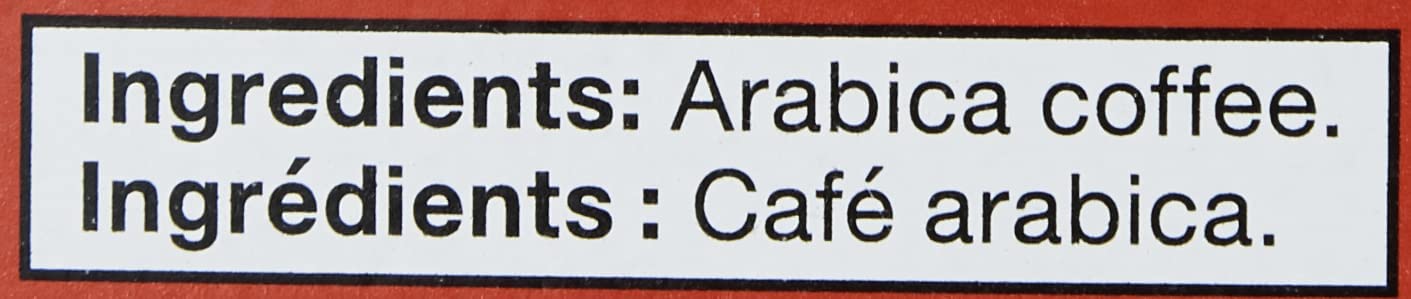 Ingredients: Arabica coffee.
Ingrédients : Café arabica.